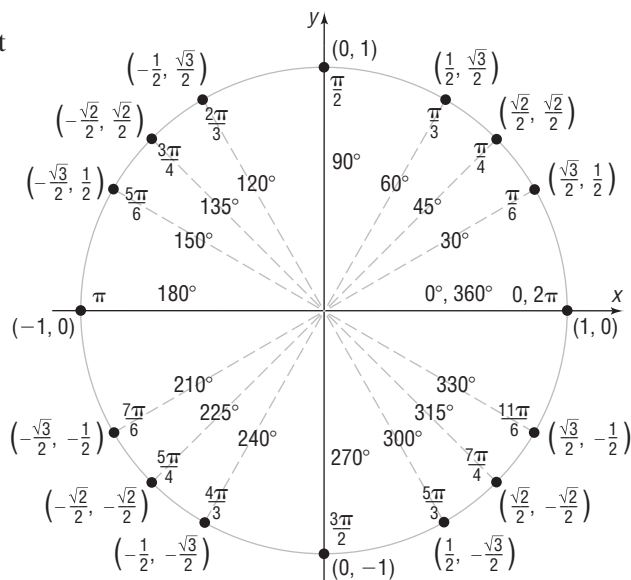 y
t
(0, 1)
(−1/2, √3/2)
(1/2, √3/2)
π/2
2π/3
π/3
(−√2/2, √2/2)
(√2/2, √2/2)
3π/4
π/4
90°
(−√3/2, 1/2)
(√3/2, 1/2)
120°
60°
5π/6
π/6
135°
45°
150°
30°
π
180°
0°, 360°
0, 2π
x
(−1, 0)
(1, 0)
210°
330°
7π/6
225°
315°
11π/6
(−√3/2, −1/2)
240°
300°
(√3/2, −1/2)
270°
5π/4
7π/4
(−√2/2, −√2/2)
4π/3
5π/3
(√2/2, −√2/2)
3π/2
(−1/2, −√3/2)
(0, −1)
(1/2, −√3/2)